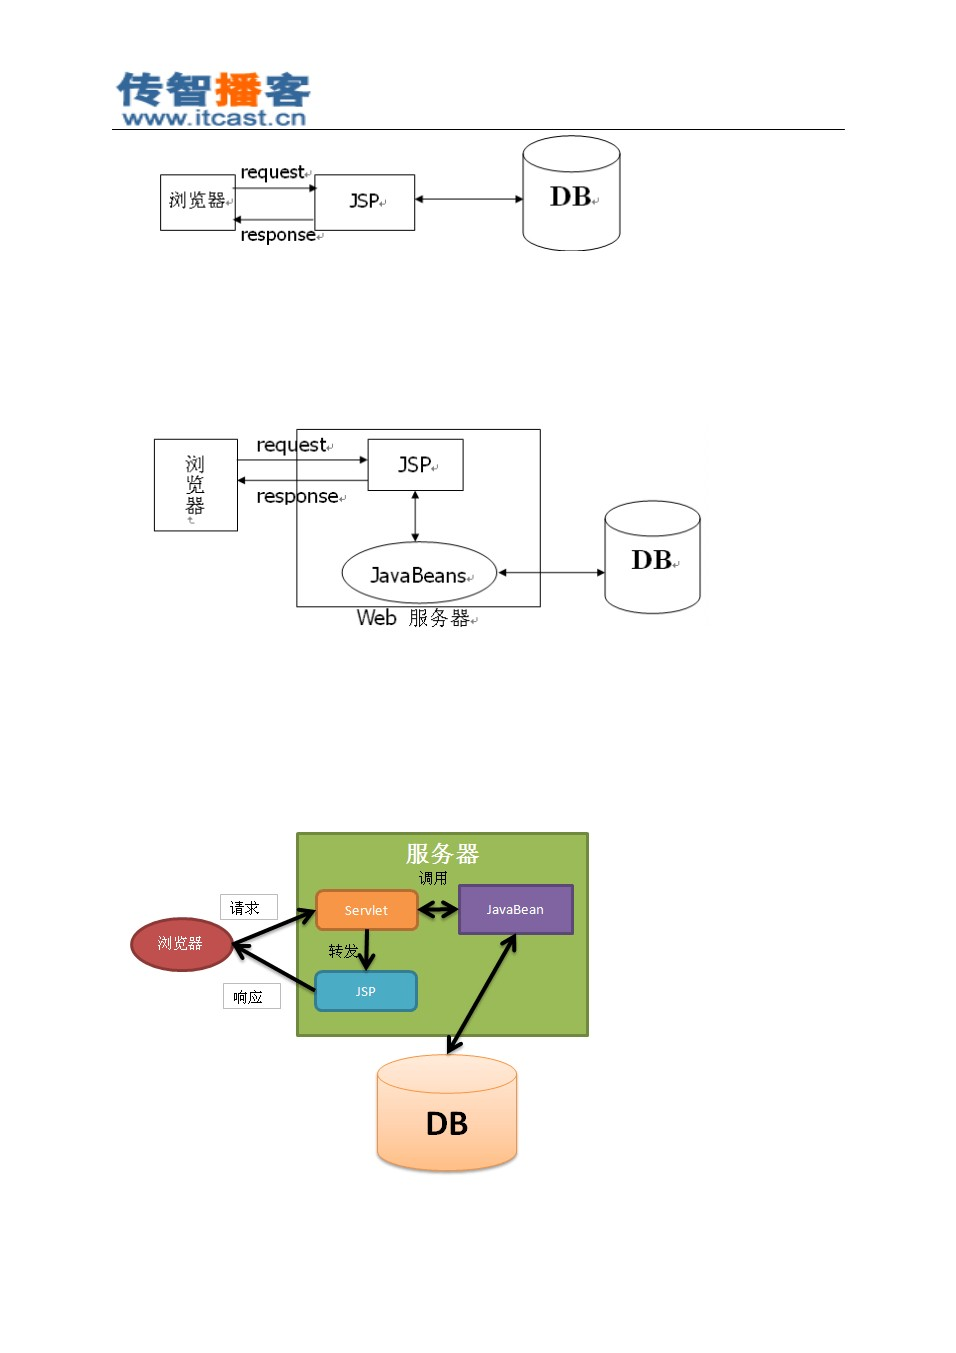 传智播客
www.itcast.cn
request
浏览器
JSP
DB
response
request
浏览器
JSP
response
DB
JavaBeans
Web 服务器
服务器
调用
请求
Servlet
JavaBean
浏览器
转发
响应
JSP
DB